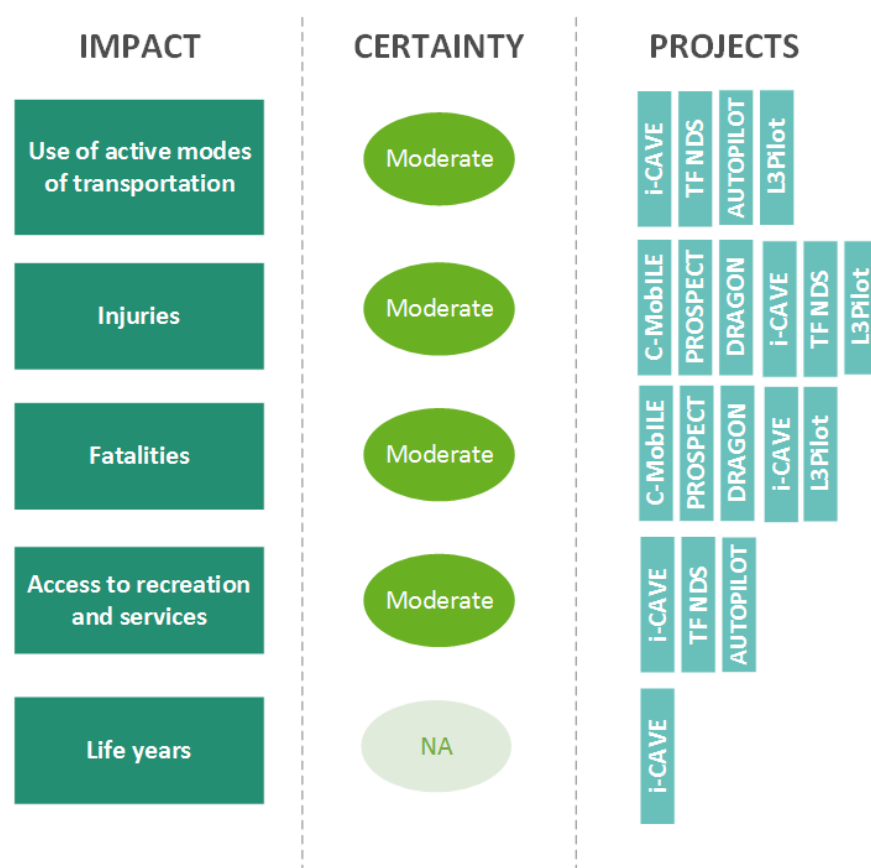 IMPACT
CERTAINTY
PROJECTS
Use of active modes
of transportation
Moderate
i-CAVE
TF NDS
AUTOPILOT
L3Pilot
Injuries
Moderate
C-MobILE
PROSPECT
DRAGON
i-CAVE
TF NDS
L3Pilot
Fatalities
Moderate
C-MobILE
PROSPECT
DRAGON
i-CAVE
L3Pilot
Access to recreation
and services
Moderate
i-CAVE
TF NDS
AUTOPILOT
Life years
NA
i-CAVE